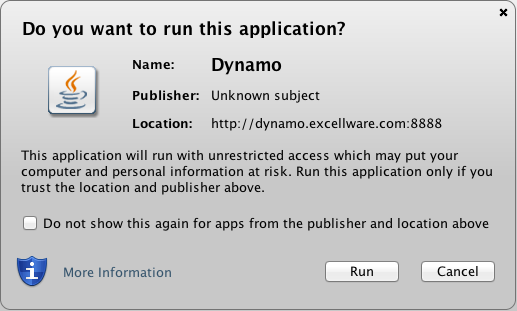 Do you want to run this application?
Name: Dynamo
Publisher: Unknown subject
Location: http://dynamo.excellware.com:8888
This application will run with unrestricted access which may put your
computer and personal information at risk. Run this application only if you
trust the location and publisher above.
Do not show this again for apps from the publisher and location above
More Information
Run
Cancel